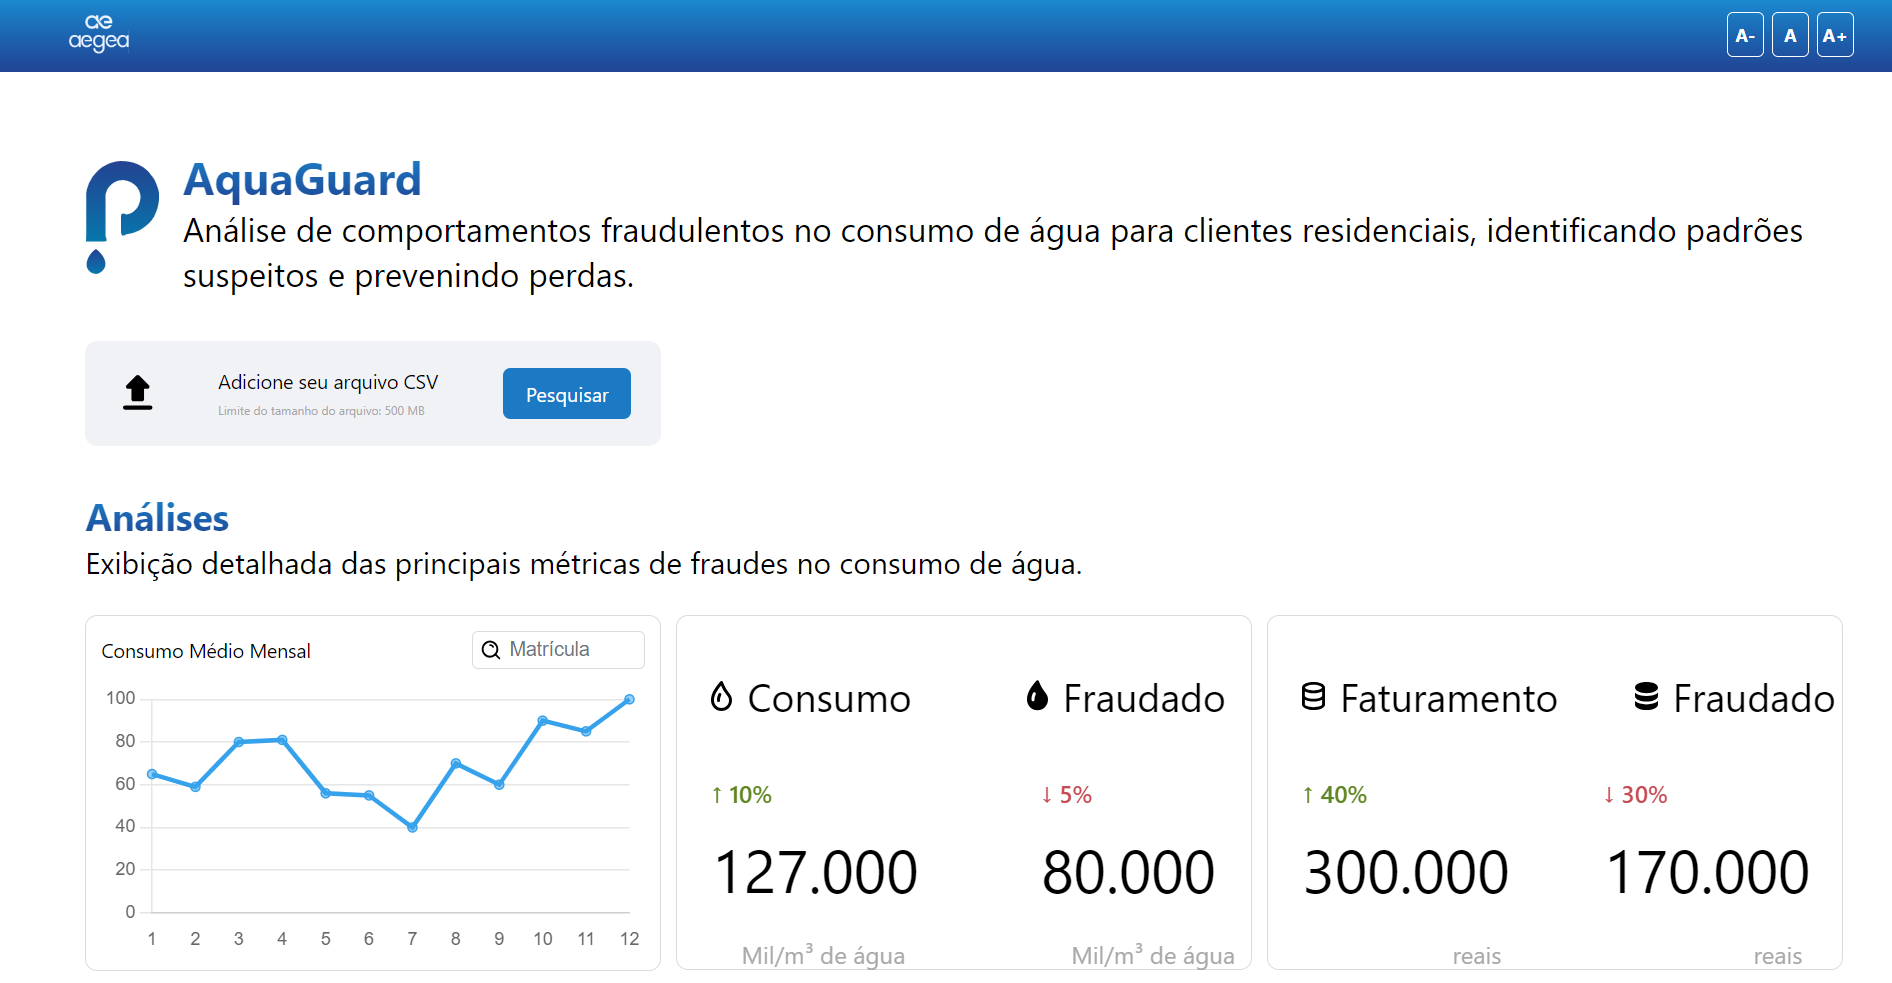 ae
aegea
A- A A+
AquaGuard
Análise de comportamentos fraudulentos no consumo de água para clientes residenciais, identificando padrões
suspeitos e prevenindo perdas.
Adicione seu arquivo CSV
Limite do tamanho do arquivo: 500 MB
Pesquisar
Análises
Exibição detalhada das principais métricas de fraudes no consumo de água.
Consumo Médio Mensal
Matrícula
100
80
60
40
20
0
1 2 3 4 5 6 7 8 9 10 11 12
Consumo
↑ 10%
127.000
Mil/m³ de água
Fraudado
↓ 5%
80.000
Mil/m³ de água
Faturamento
↑ 40%
300.000
reais
Fraudado
↓ 30%
170.000
reais